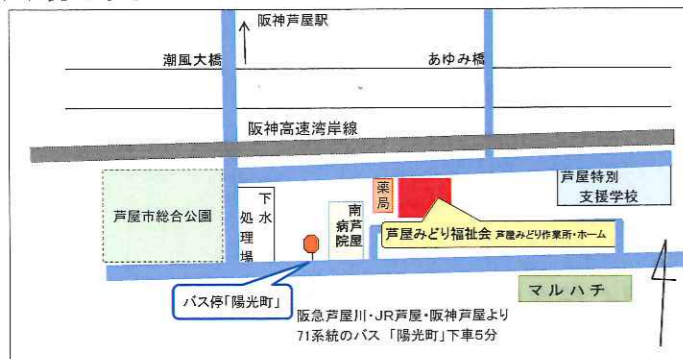 阪神芦屋駅
潮風大橋
あゆみ橋
阪神高速湾岸線
芦屋市総合公園
下水
処理場
南芦屋
病院
薬局
芦屋特別
支援学校
芦屋みどり福祉会 芦屋みどり作業所・ホーム
バス停「陽光町」
マルハチ
阪急芦屋川・JR芦屋・阪神芦屋より
71系統のバス 「陽光町」下車5分